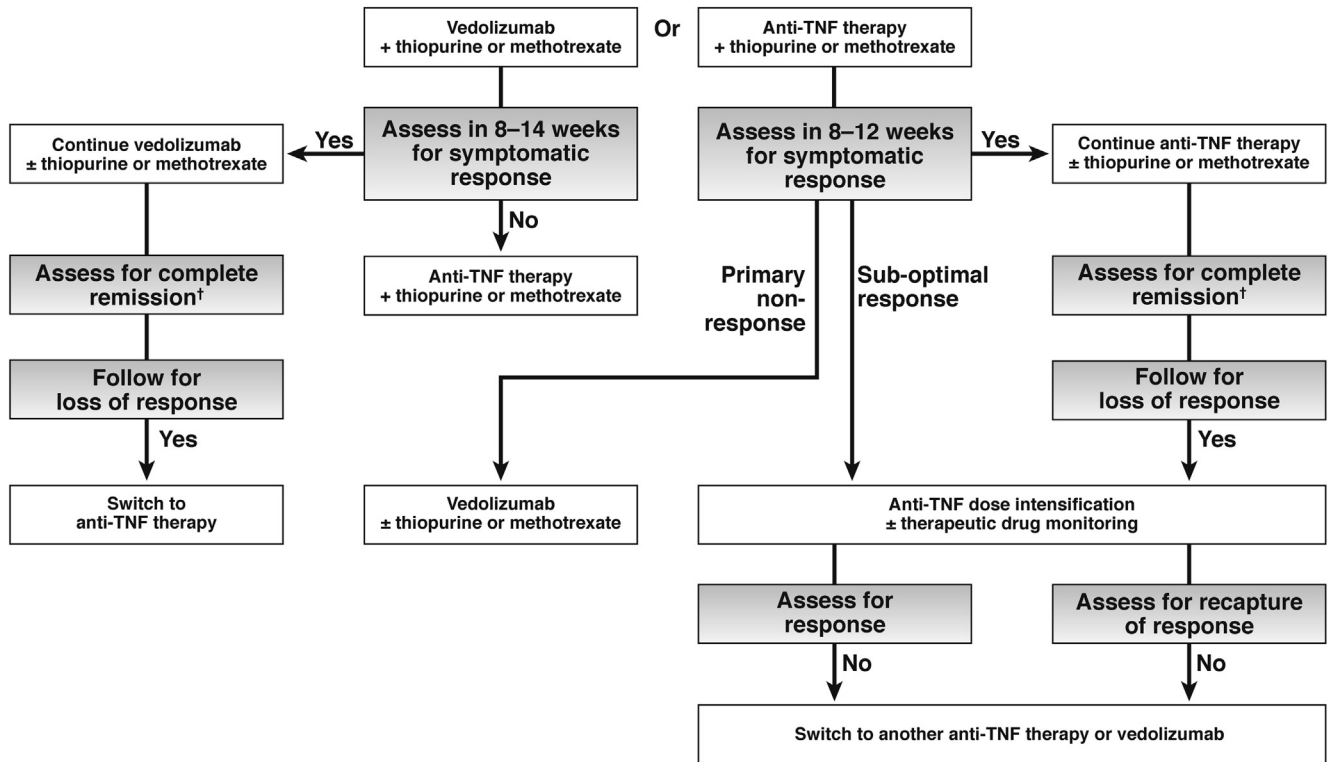 Vedolizumab
+ thiopurine or methotrexate
Or
Anti-TNF therapy
+ thiopurine or methotrexate
Assess in 8–14 weeks
for symptomatic
response
Yes
Continue vedolizumab
± thiopurine or methotrexate
Assess in 8–12 weeks
for symptomatic
response
Yes
Continue anti-TNF therapy
± thiopurine or methotrexate
No
Anti-TNF therapy
+ thiopurine or methotrexate
Primary
non-
response
Sub-optimal
response
Assess for complete
remission†
Assess for complete
remission†
Follow for
loss of response
Follow for
loss of response
Yes
Yes
Switch to
anti-TNF therapy
Vedolizumab
± thiopurine or methotrexate
Anti-TNF dose intensification
± therapeutic drug monitoring
Assess for
response
Assess for recapture
of response
No
No
Switch to another anti-TNF therapy or vedolizumab